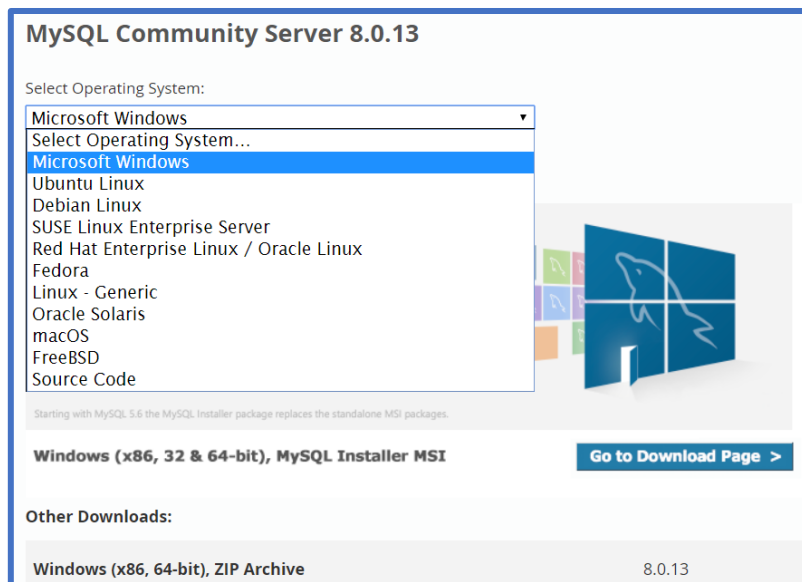 MySQL Community Server 8.0.13
Select Operating System:
Microsoft Windows
Select Operating System...
Microsoft Windows
Ubuntu Linux
Debian Linux
SUSE Linux Enterprise Server
Red Hat Enterprise Linux / Oracle Linux
Fedora
Linux - Generic
Oracle Solaris
macOS
FreeBSD
Source Code
Starting with MySQL 5.6 the MySQL Installer package replaces the standalone MSI packages.
Windows (x86, 32 & 64-bit), MySQL Installer MSI
Go to Download Page >
Other Downloads:
Windows (x86, 64-bit), ZIP Archive
8.0.13